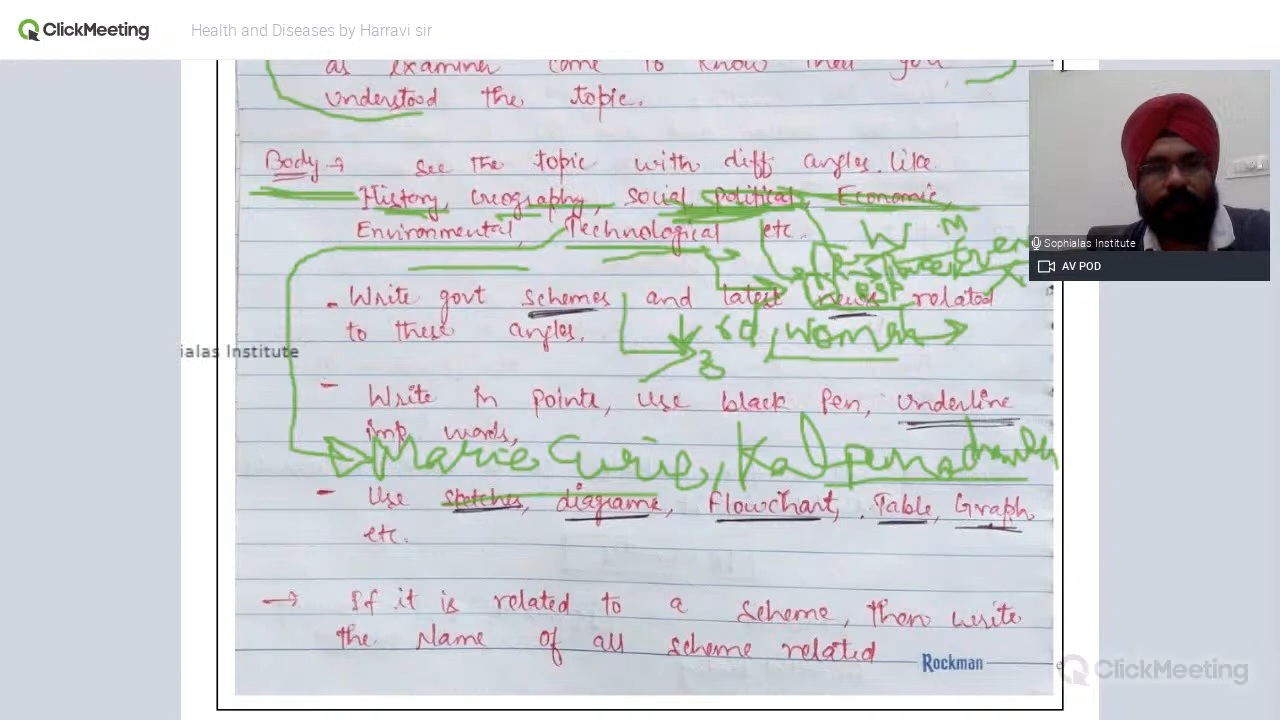 ClickMeeting
Health and Diseases by Harravi sir
as examiner come to know that you
understood the topic.
Body → see the topic with diff angles like
History, Geography, Social, political, Economic,
Environmental, Technological etc.
W M
- Write govt schemes and latest news related
to these angles.
women
ialas Institute
- Write in points, use black pen, underline
imp words,
Marie Curie, Kalpena
- Use sketches, diagrams, Flowchart, Table, Graph
etc.
→ If it is related to a scheme, then write
the Name of all scheme related
Rockman
Sophialas Institute
AV POD
ClickMeeting